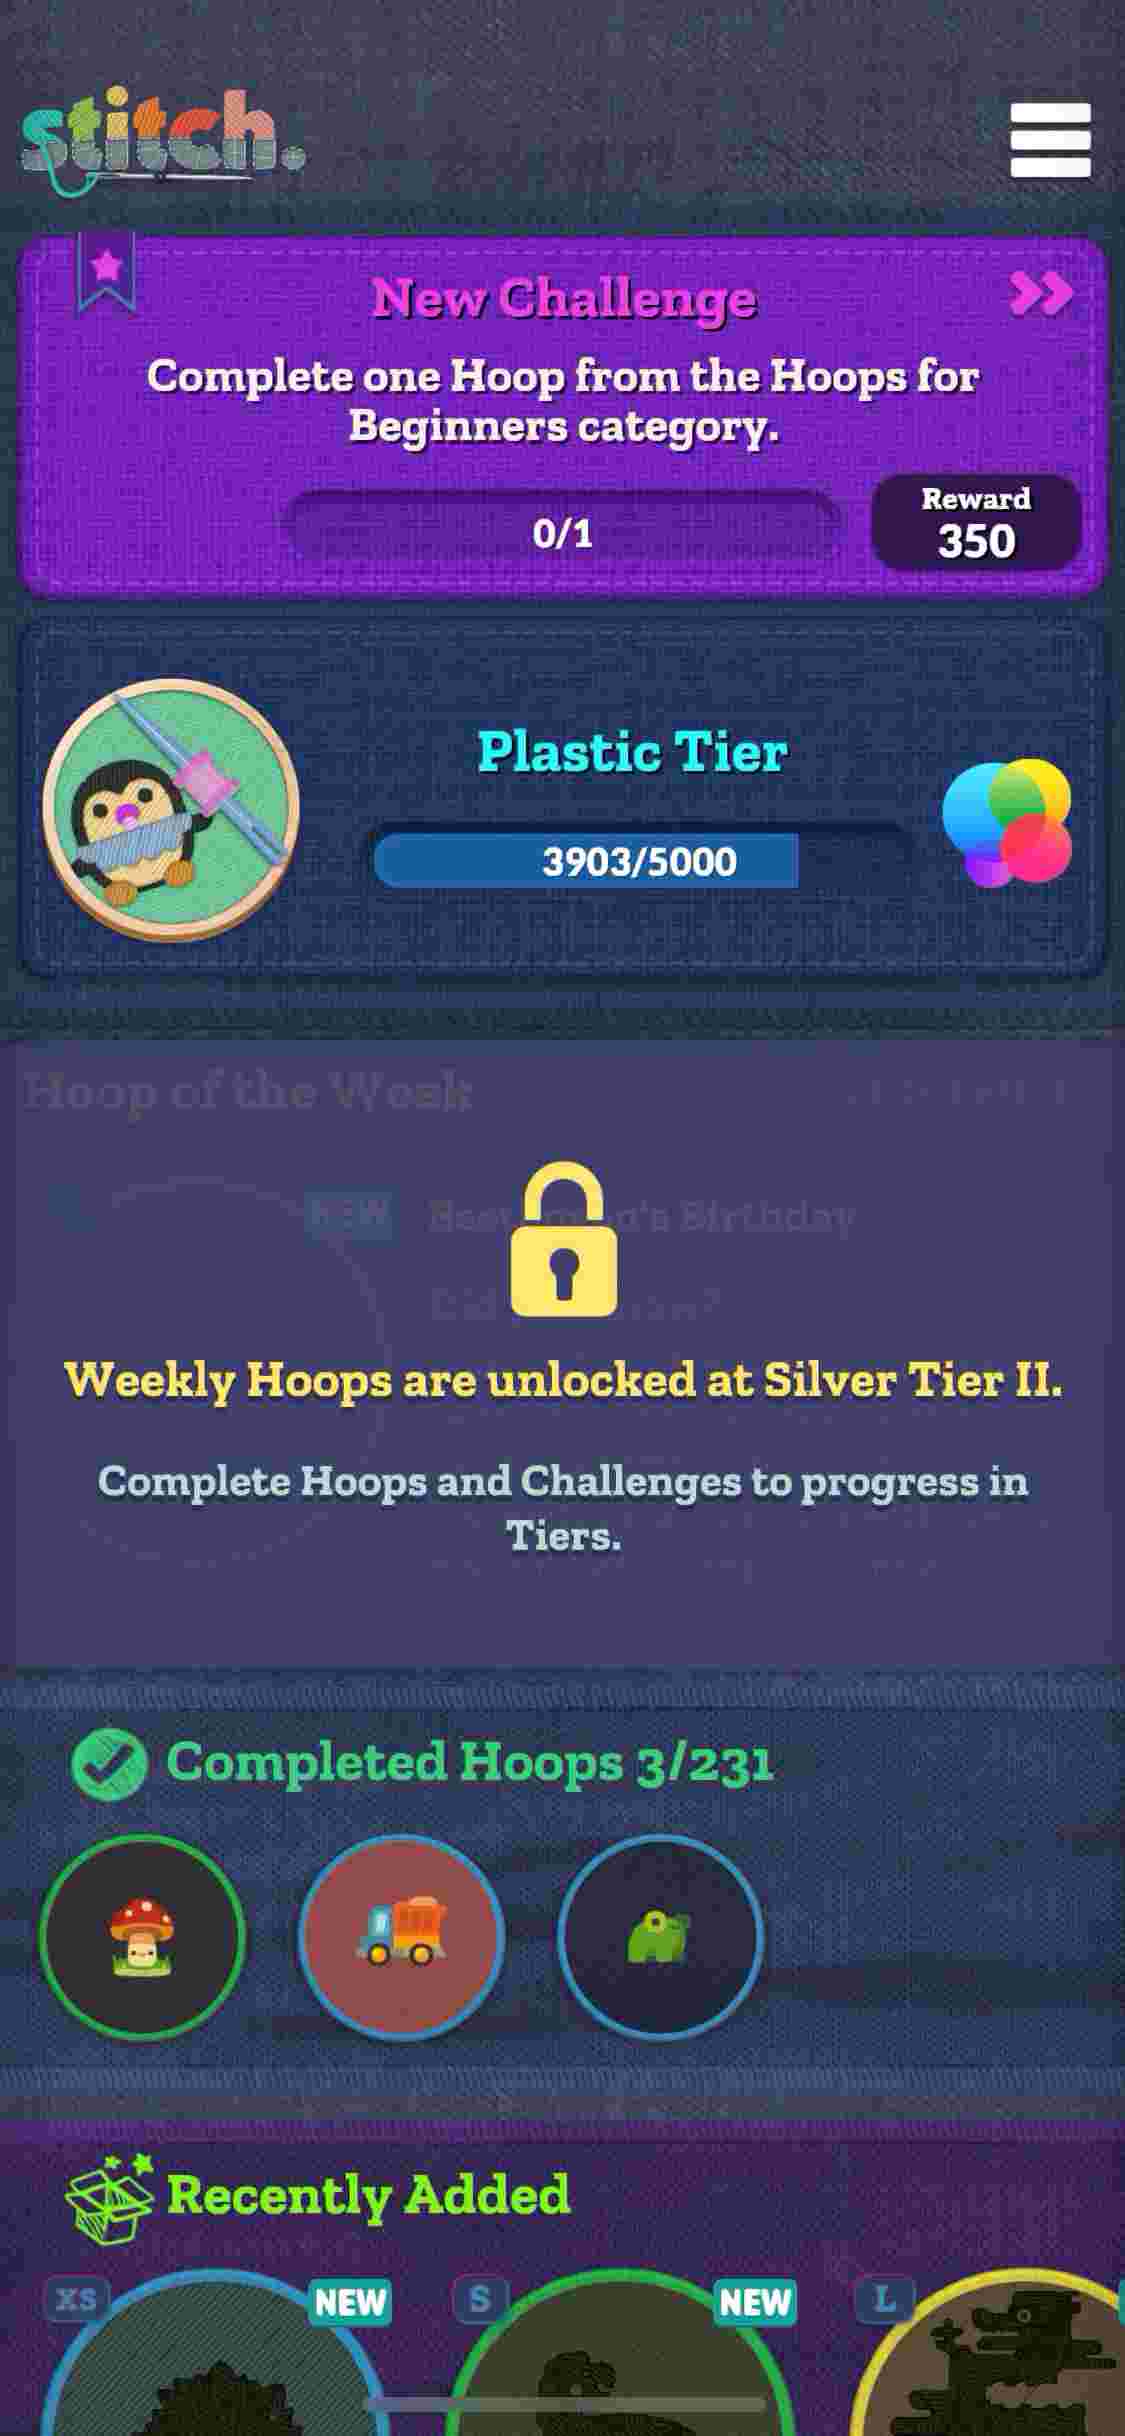 stitch.
New Challenge
Complete one Hoop from the Hoops for
Beginners category.
0/1
Reward
350
Plastic Tier
3903/5000
Hoop of the Week
NEW
Birthday
Weekly Hoops are unlocked at Silver Tier II.
Complete Hoops and Challenges to progress in
Tiers.
Completed Hoops 3/231
Recently Added
XS
NEW
S
NEW
L